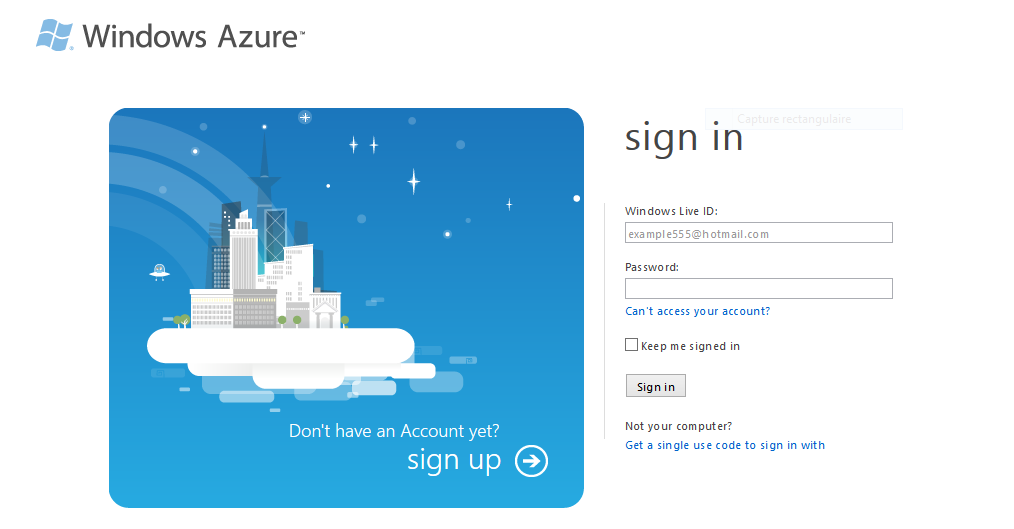 Windows Azure™
Capture rectangulaire
sign in
Windows Live ID:
example555@hotmail.com
Password:
Can't access your account?
Keep me signed in
Sign in
Not your computer?
Get a single use code to sign in with
Don't have an Account yet?
sign up